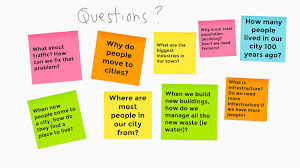 Questions?
What about
traffic? How
can we fix that
problem?
Why do
people
move to
cities?
What are the
biggest
industries in
our town?
Why is our rural
population
declining?
Don't we need
farmers?
How many
people
lived in our
city 100
years ago?
When new
people come to
a city, how do
they find a
place to live?
Where are
most
people in
our city
from?
When we
build new
buildings,
how do we
manage all
the new
waste (ie
water)?
What is
infrastructure?
Do we need
more
infrastructure if
we have more
people?